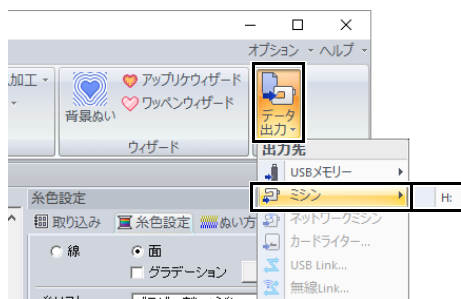 オプション ヘルプ
加工
背景ぬい
アップリケウィザード
ワッペンウィザード
ウィザード
データ
出力
出力先
USBメモリー
ミシン
H:
ネットワークミシン
カードライター...
USB Link...
無線Link...
糸色設定
取り込み 糸色設定 ぬい方
線 面
グラデーション